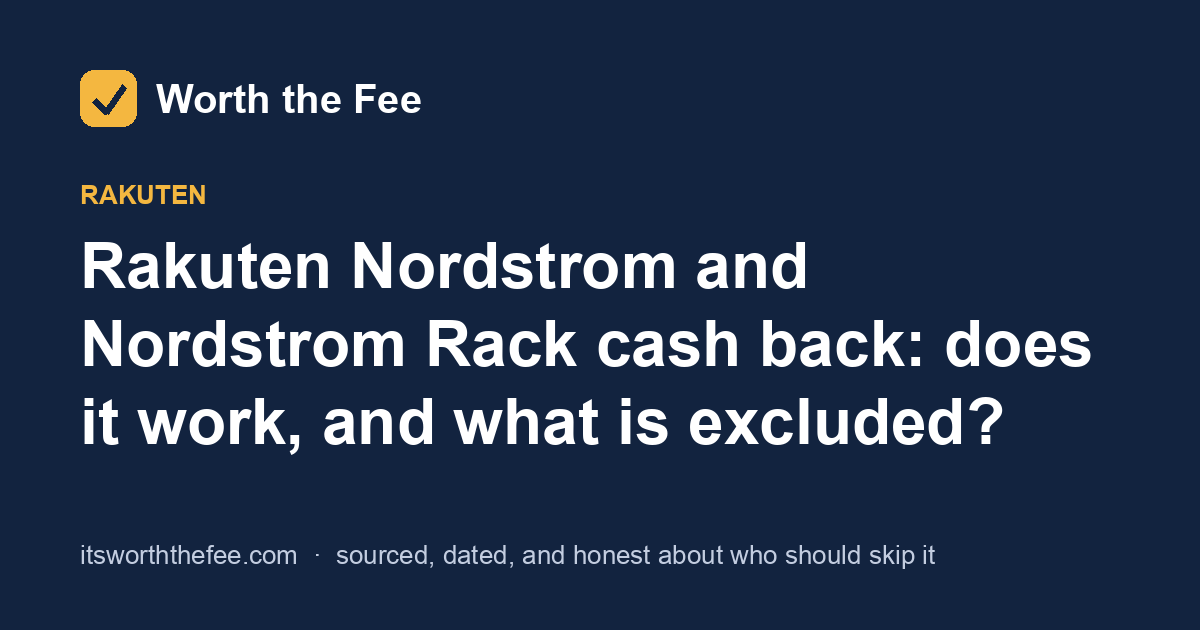 Worth the Fee
RAKUTEN
Rakuten Nordstrom and
Nordstrom Rack cash back: does
it work, and what is excluded?
itsworththefee.com · sourced, dated, and honest about who should skip it